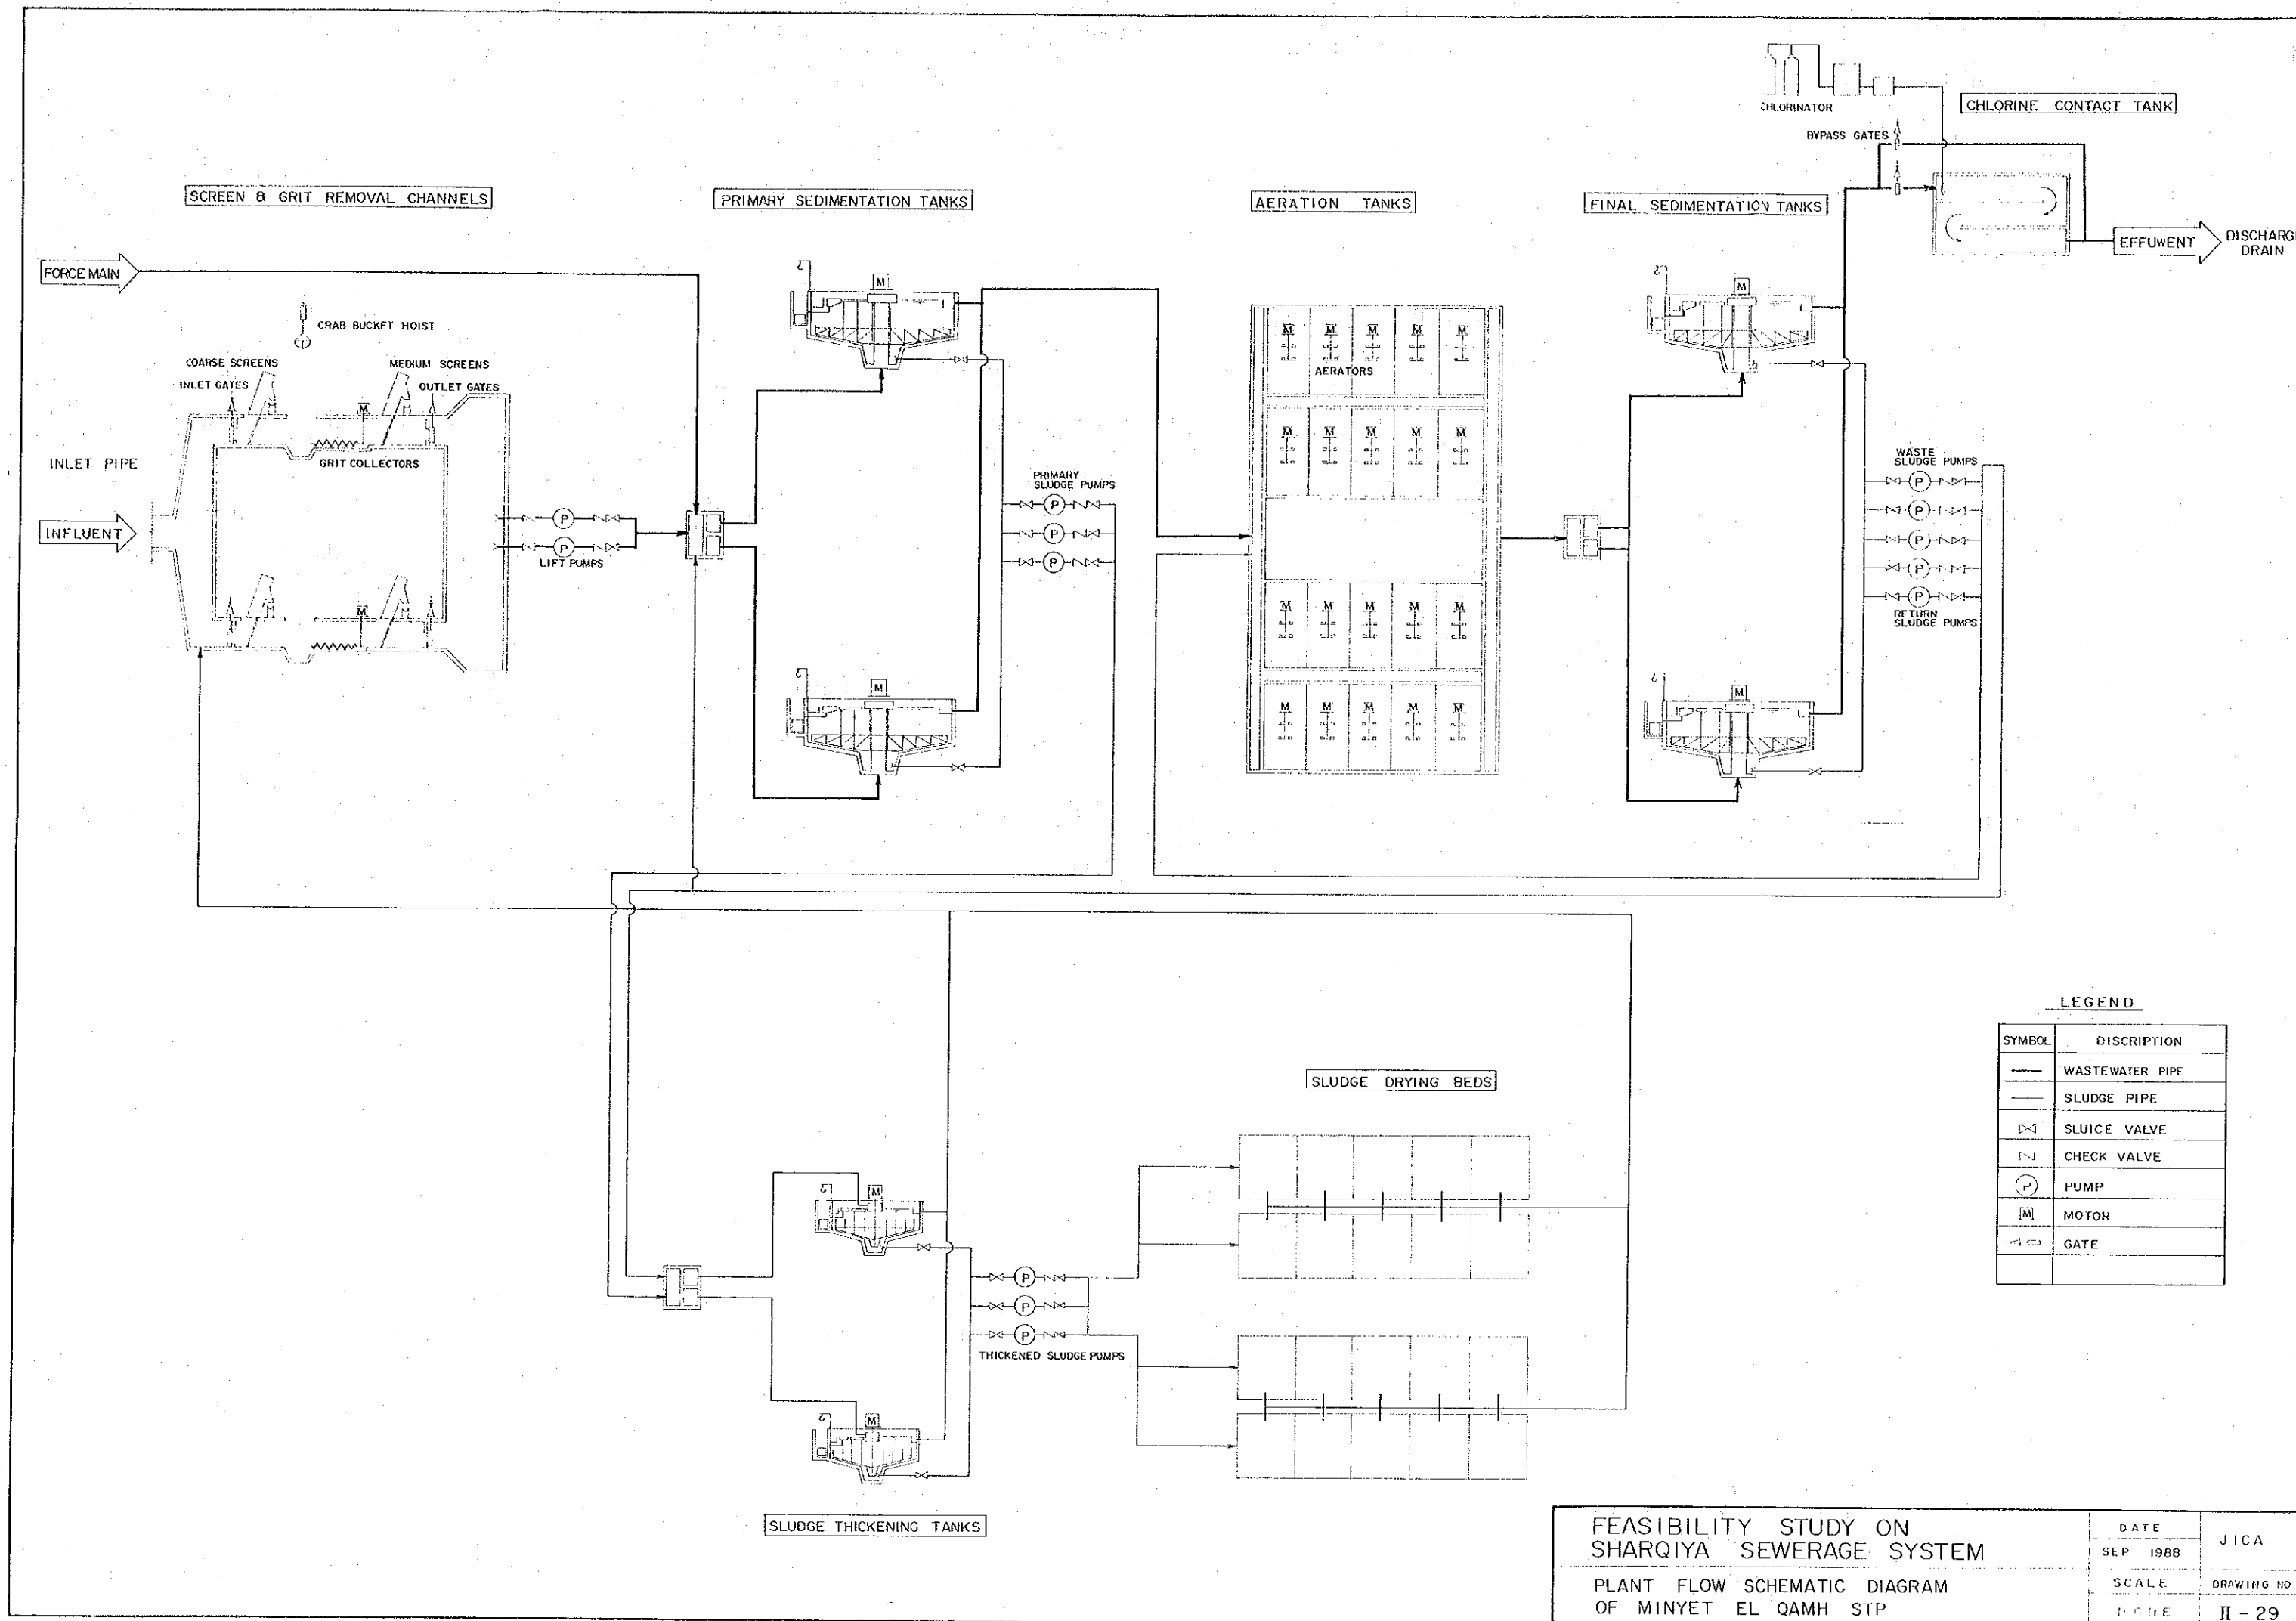 CHLORINATOR
CHLORINE CONTACT TANK
BYPASS GATES
SCREEN & GRIT REMOVAL CHANNELS
PRIMARY SEDIMENTATION TANKS
AERATION TANKS
FINAL SEDIMENTATION TANKS
EFFUWENT
DISCHARGE
DRAIN
FORCE MAIN
CRAB BUCKET HOIST
COARSE SCREENS
MEDIUM SCREENS
INLET GATES
OUTLET GATES
GRIT COLLECTORS
INLET PIPE
INFLUENT
P
P
LIFT PUMPS
M
M
M
M
PRIMARY
SLUDGE PUMPS
P
P
P
M M M M M
AERATORS
M M M M M
M M M M M
M M M M M
M
M
WASTE
SLUDGE PUMPS
P
P
P
P
P
RETURN
SLUDGE PUMPS
M
M
P
P
P
THICKENED SLUDGE PUMPS
SLUDGE THICKENING TANKS
SLUDGE DRYING BEDS
LEGEND
SYMBOL DISCRIPTION
WASTEWATER PIPE
SLUDGE PIPE
SLUICE VALVE
CHECK VALVE
P PUMP
M MOTOR
GATE
FEASIBILITY STUDY ON
SHARQIYA SEWERAGE SYSTEM
PLANT FLOW SCHEMATIC DIAGRAM
OF MINYET EL QAMH STP
DATE
SEP 1988
JICA
SCALE
DRAWING NO
II - 29